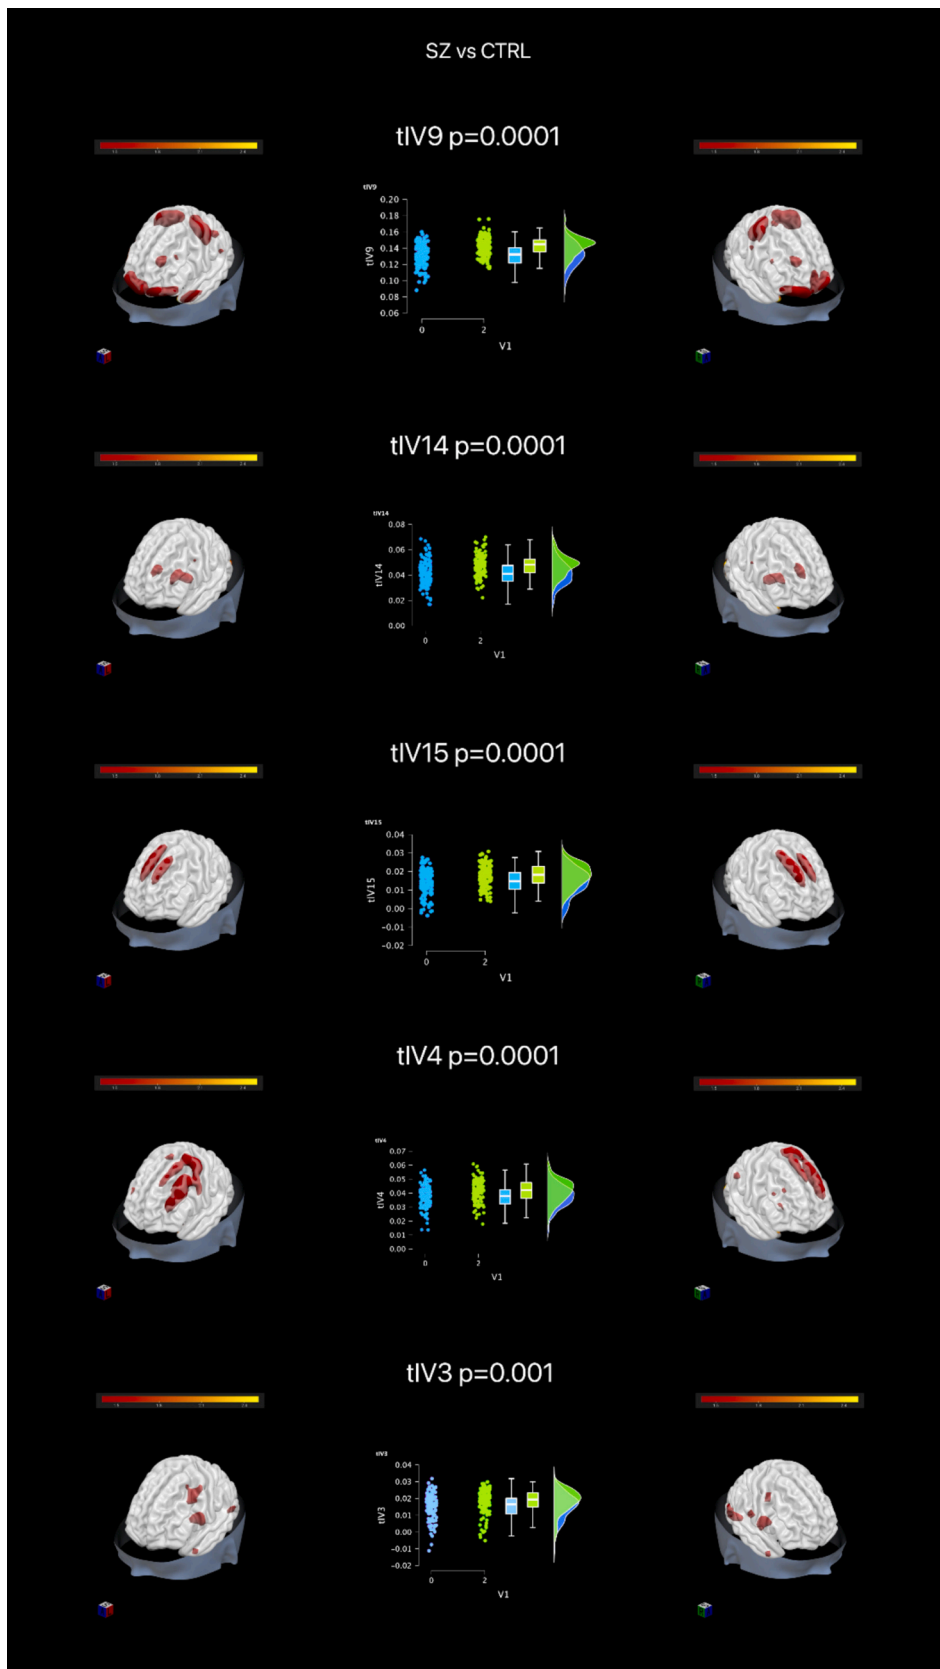 SZ vs CTRL
tIV9 p=0.0001
tIV9
0.20
0.18
0.16
0.14
0.12
0.10
0.08
0.06
tIV9
0 2
V1
tIV14 p=0.0001
tIV14
0.08
0.06
0.04
0.02
0.00
tIV14
0 2
V1
tIV15 p=0.0001
tIV15
0.04
0.03
0.02
0.01
0.00
−0.01
−0.02
tIV15
0 2
V1
tIV4 p=0.0001
tIV4
0.07
0.06
0.05
0.04
0.03
0.02
0.01
0.00
tIV4
0 2
V1
tIV3 p=0.001
tIV3
0.04
0.03
0.02
0.01
0.00
−0.01
−0.02
tIV3
0 2
V1